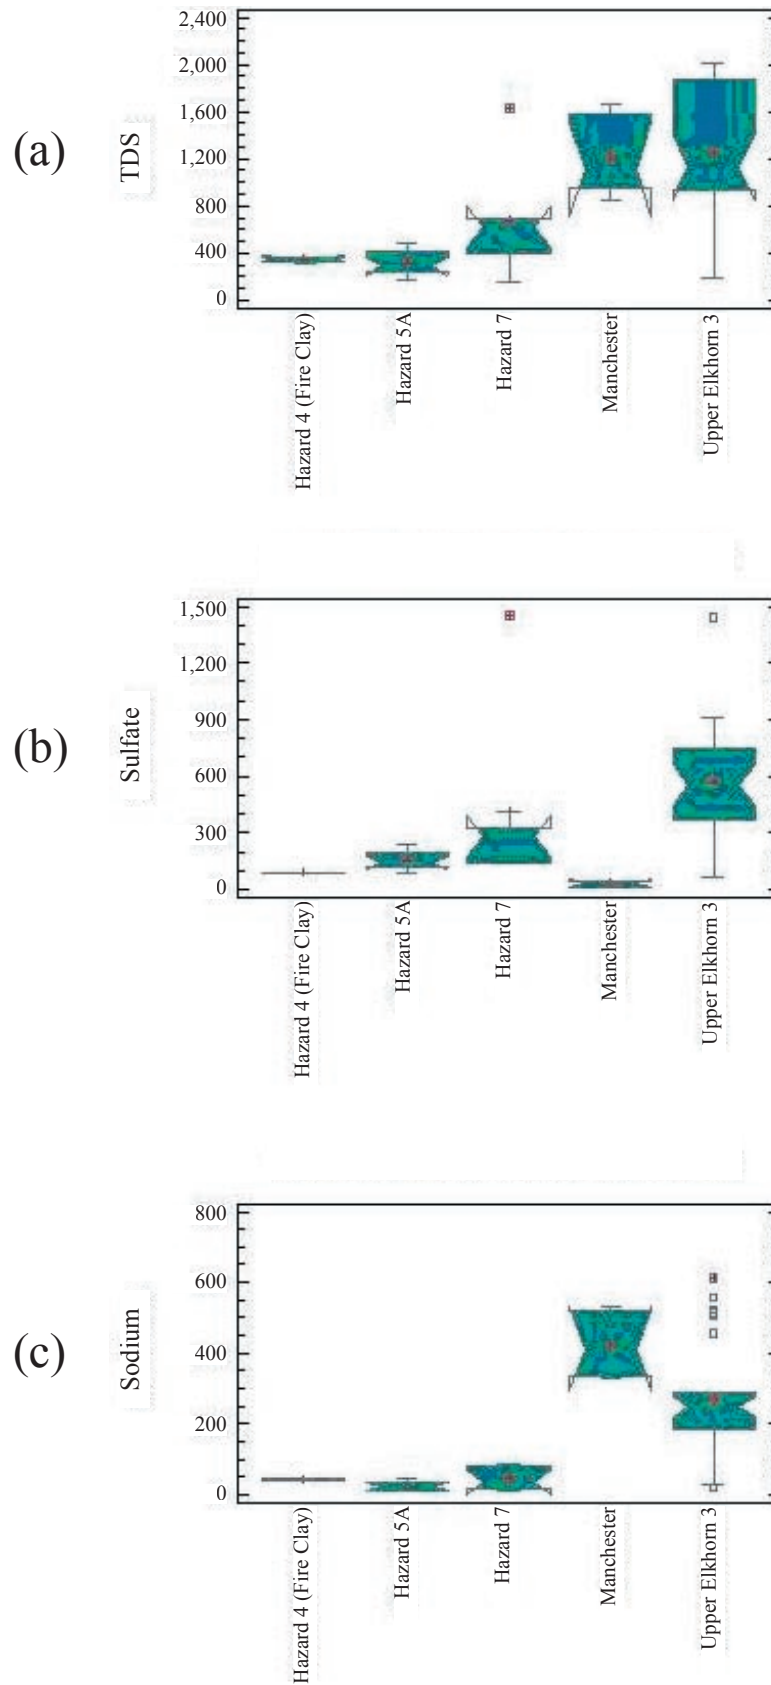 (a)
TDS
2,400
2,000
1,600
1,200
800
400
0
Hazard 4 (Fire Clay)
Hazard 5A
Hazard 7
Manchester
Upper Elkhorn 3
(b)
Sulfate
1,500
1,200
900
600
300
0
Hazard 4 (Fire Clay)
Hazard 5A
Hazard 7
Manchester
Upper Elkhorn 3
(c)
Sodium
800
600
400
200
0
Hazard 4 (Fire Clay)
Hazard 5A
Hazard 7
Manchester
Upper Elkhorn 3